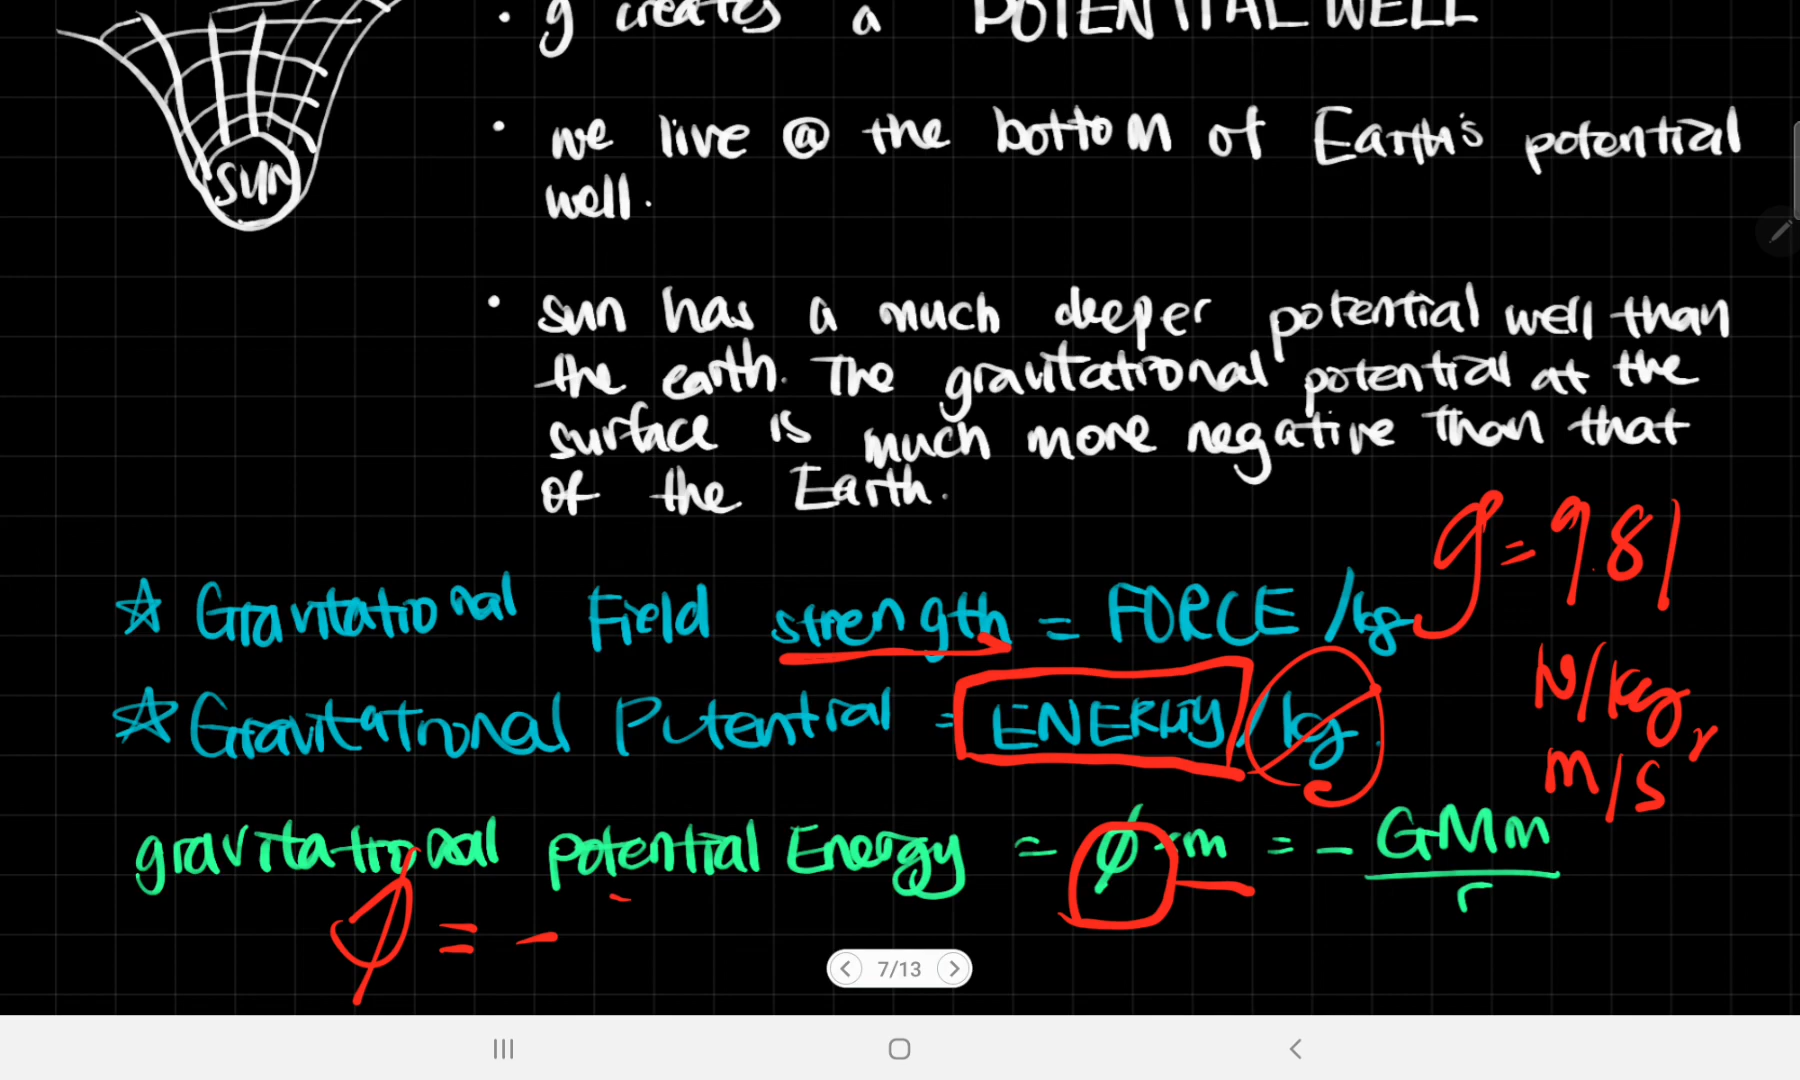 • g creates a POTENTIAL WELL
• we live @ the bottom of Earth's potential
well.
SUN
• sun has a much deeper potential well than
the earth. The gravitational potential at the
surface is much more negative than that
of the Earth.
g = 9.81
☆ Gravitational Field strength = FORCE /kg
N/kg,
☆ Gravitational Potential = ENERGY/kg.
m/s
gravitational potential Energy = ϕ × m = - GMm
r
ϕ = -
7/13